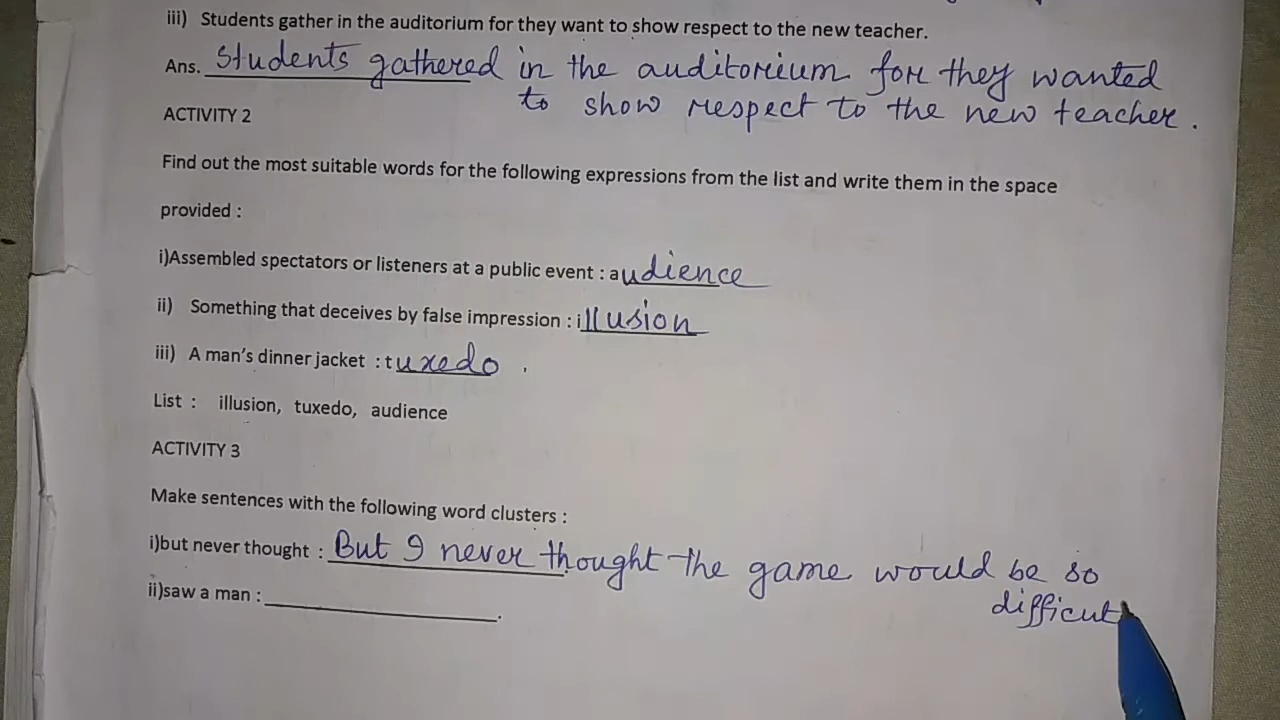 iii) Students gather in the auditorium for they want to show respect to the new teacher.
Ans. Students gathered in the auditorium for they wanted
to show respect to the new teacher.
ACTIVITY 2
Find out the most suitable words for the following expressions from the list and write them in the space
provided :
i)Assembled spectators or listeners at a public event : audience
ii) Something that deceives by false impression : illusion
iii) A man's dinner jacket : tuxedo .
List : illusion, tuxedo, audience
ACTIVITY 3
Make sentences with the following word clusters :
i)but never thought : But I never thought the game would be so
difficut
ii)saw a man : ____________________.